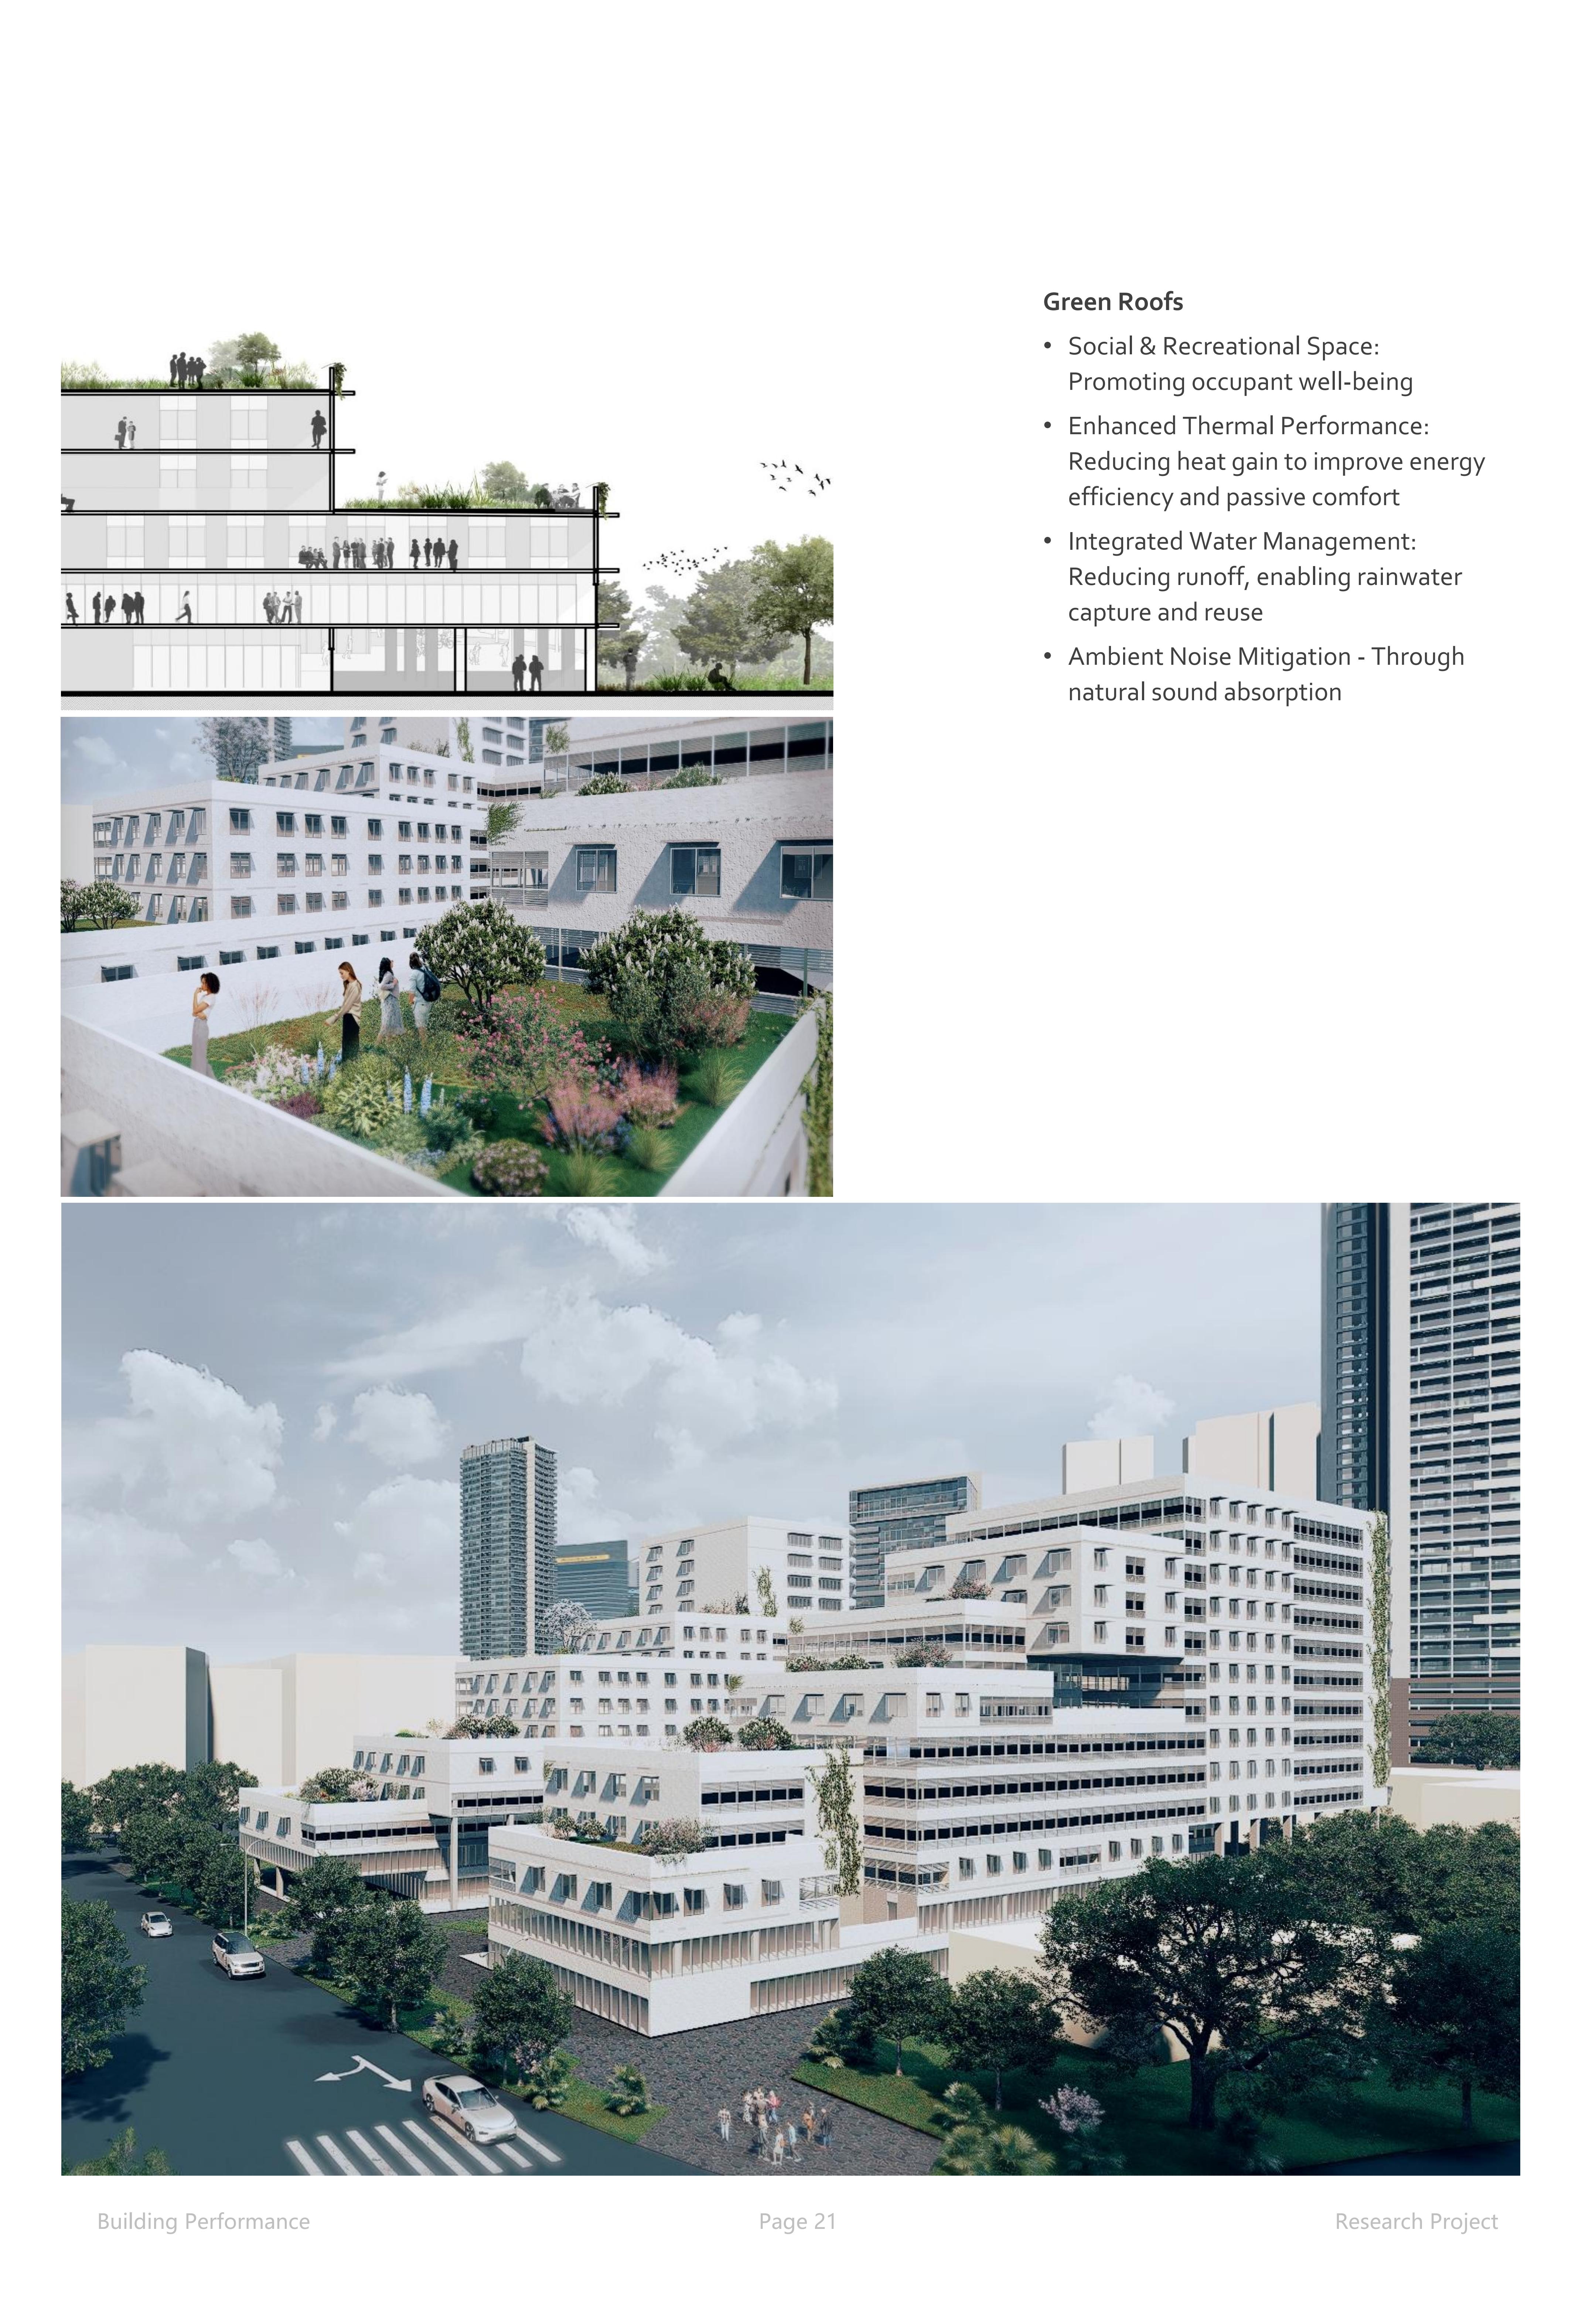 Green Roofs
• Social & Recreational Space:
Promoting occupant well-being
• Enhanced Thermal Performance:
Reducing heat gain to improve energy
efficiency and passive comfort
• Integrated Water Management:
Reducing runoff, enabling rainwater
capture and reuse
• Ambient Noise Mitigation - Through
natural sound absorption
Building Performance
Page 21
Research Project